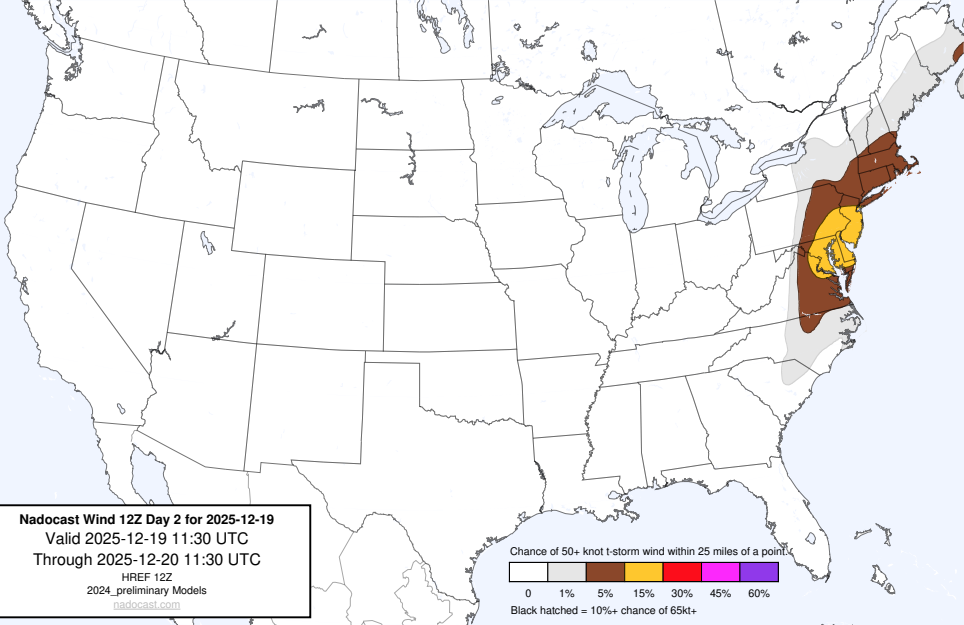 Nadocast Wind 12Z Day 2 for 2025-12-19
Valid 2025-12-19 11:30 UTC
Through 2025-12-20 11:30 UTC
HREF 12Z
2024_preliminary Models
nadocast.com
Chance of 50+ knot t-storm wind within 25 miles of a point.
0 1% 5% 15% 30% 45% 60%
Black hatched = 10%+ chance of 65kt+